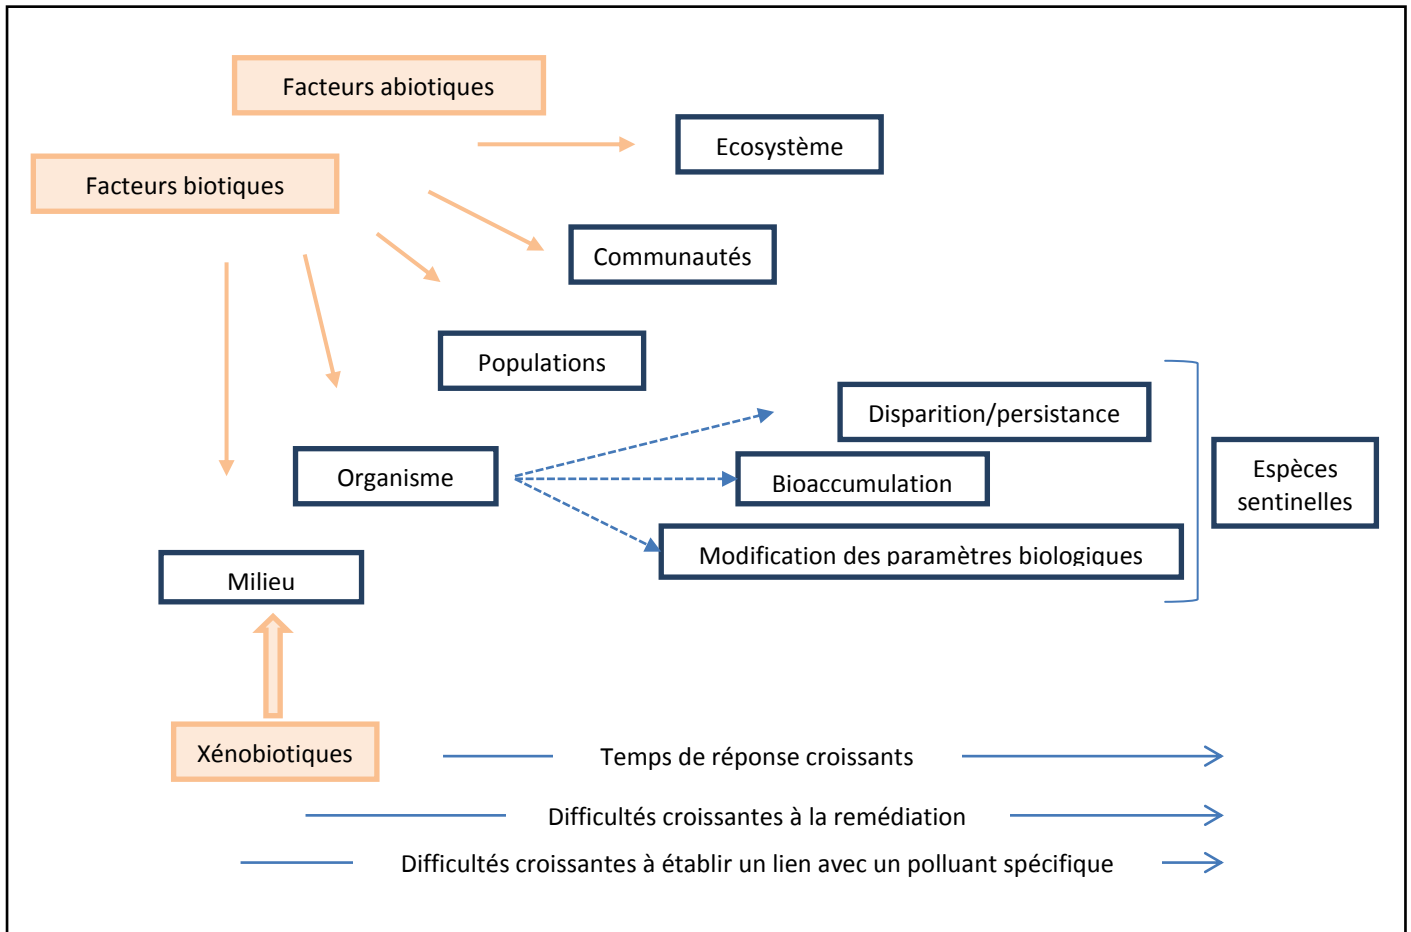 Facteurs abiotiques
Ecosystème
Facteurs biotiques
Communautés
Populations
Disparition/persistance
Organisme
Bioaccumulation
Espèces
sentinelles
Modification des paramètres biologiques
Milieu
Xénobiotiques
Temps de réponse croissants
Difficultés croissantes à la remédiation
Difficultés croissantes à établir un lien avec un polluant spécifique